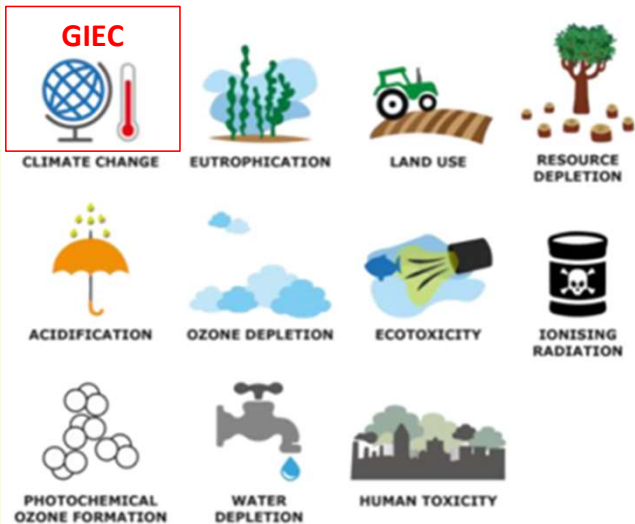 GIEC
CLIMATE CHANGE
EUTROPHICATION
LAND USE
RESOURCE
DEPLETION
ACIDIFICATION
OZONE DEPLETION
ECOTOXICITY
IONISING
RADIATION
PHOTOCHEMICAL
OZONE FORMATION
WATER
DEPLETION
HUMAN TOXICITY